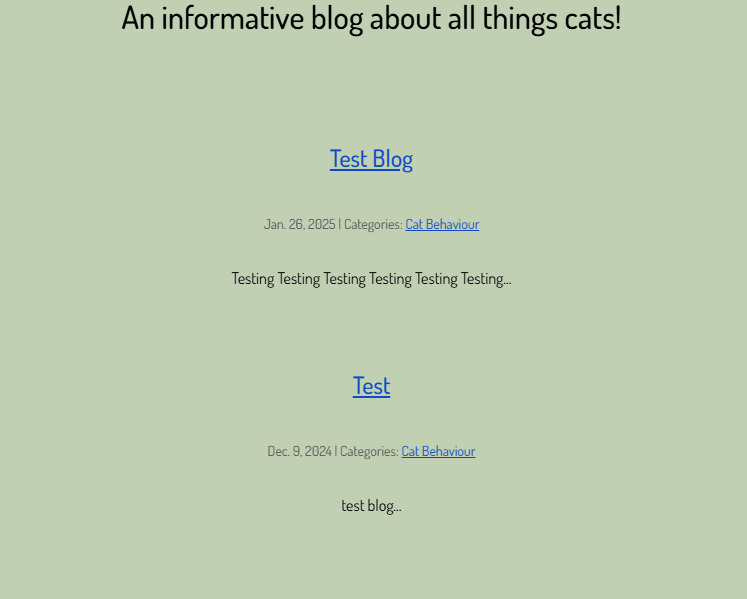 An informative blog about all things cats!
Test Blog
Jan. 26, 2025 | Categories: Cat Behaviour
Testing Testing Testing Testing Testing Testing...
Test
Dec. 9, 2024 | Categories: Cat Behaviour
test blog...